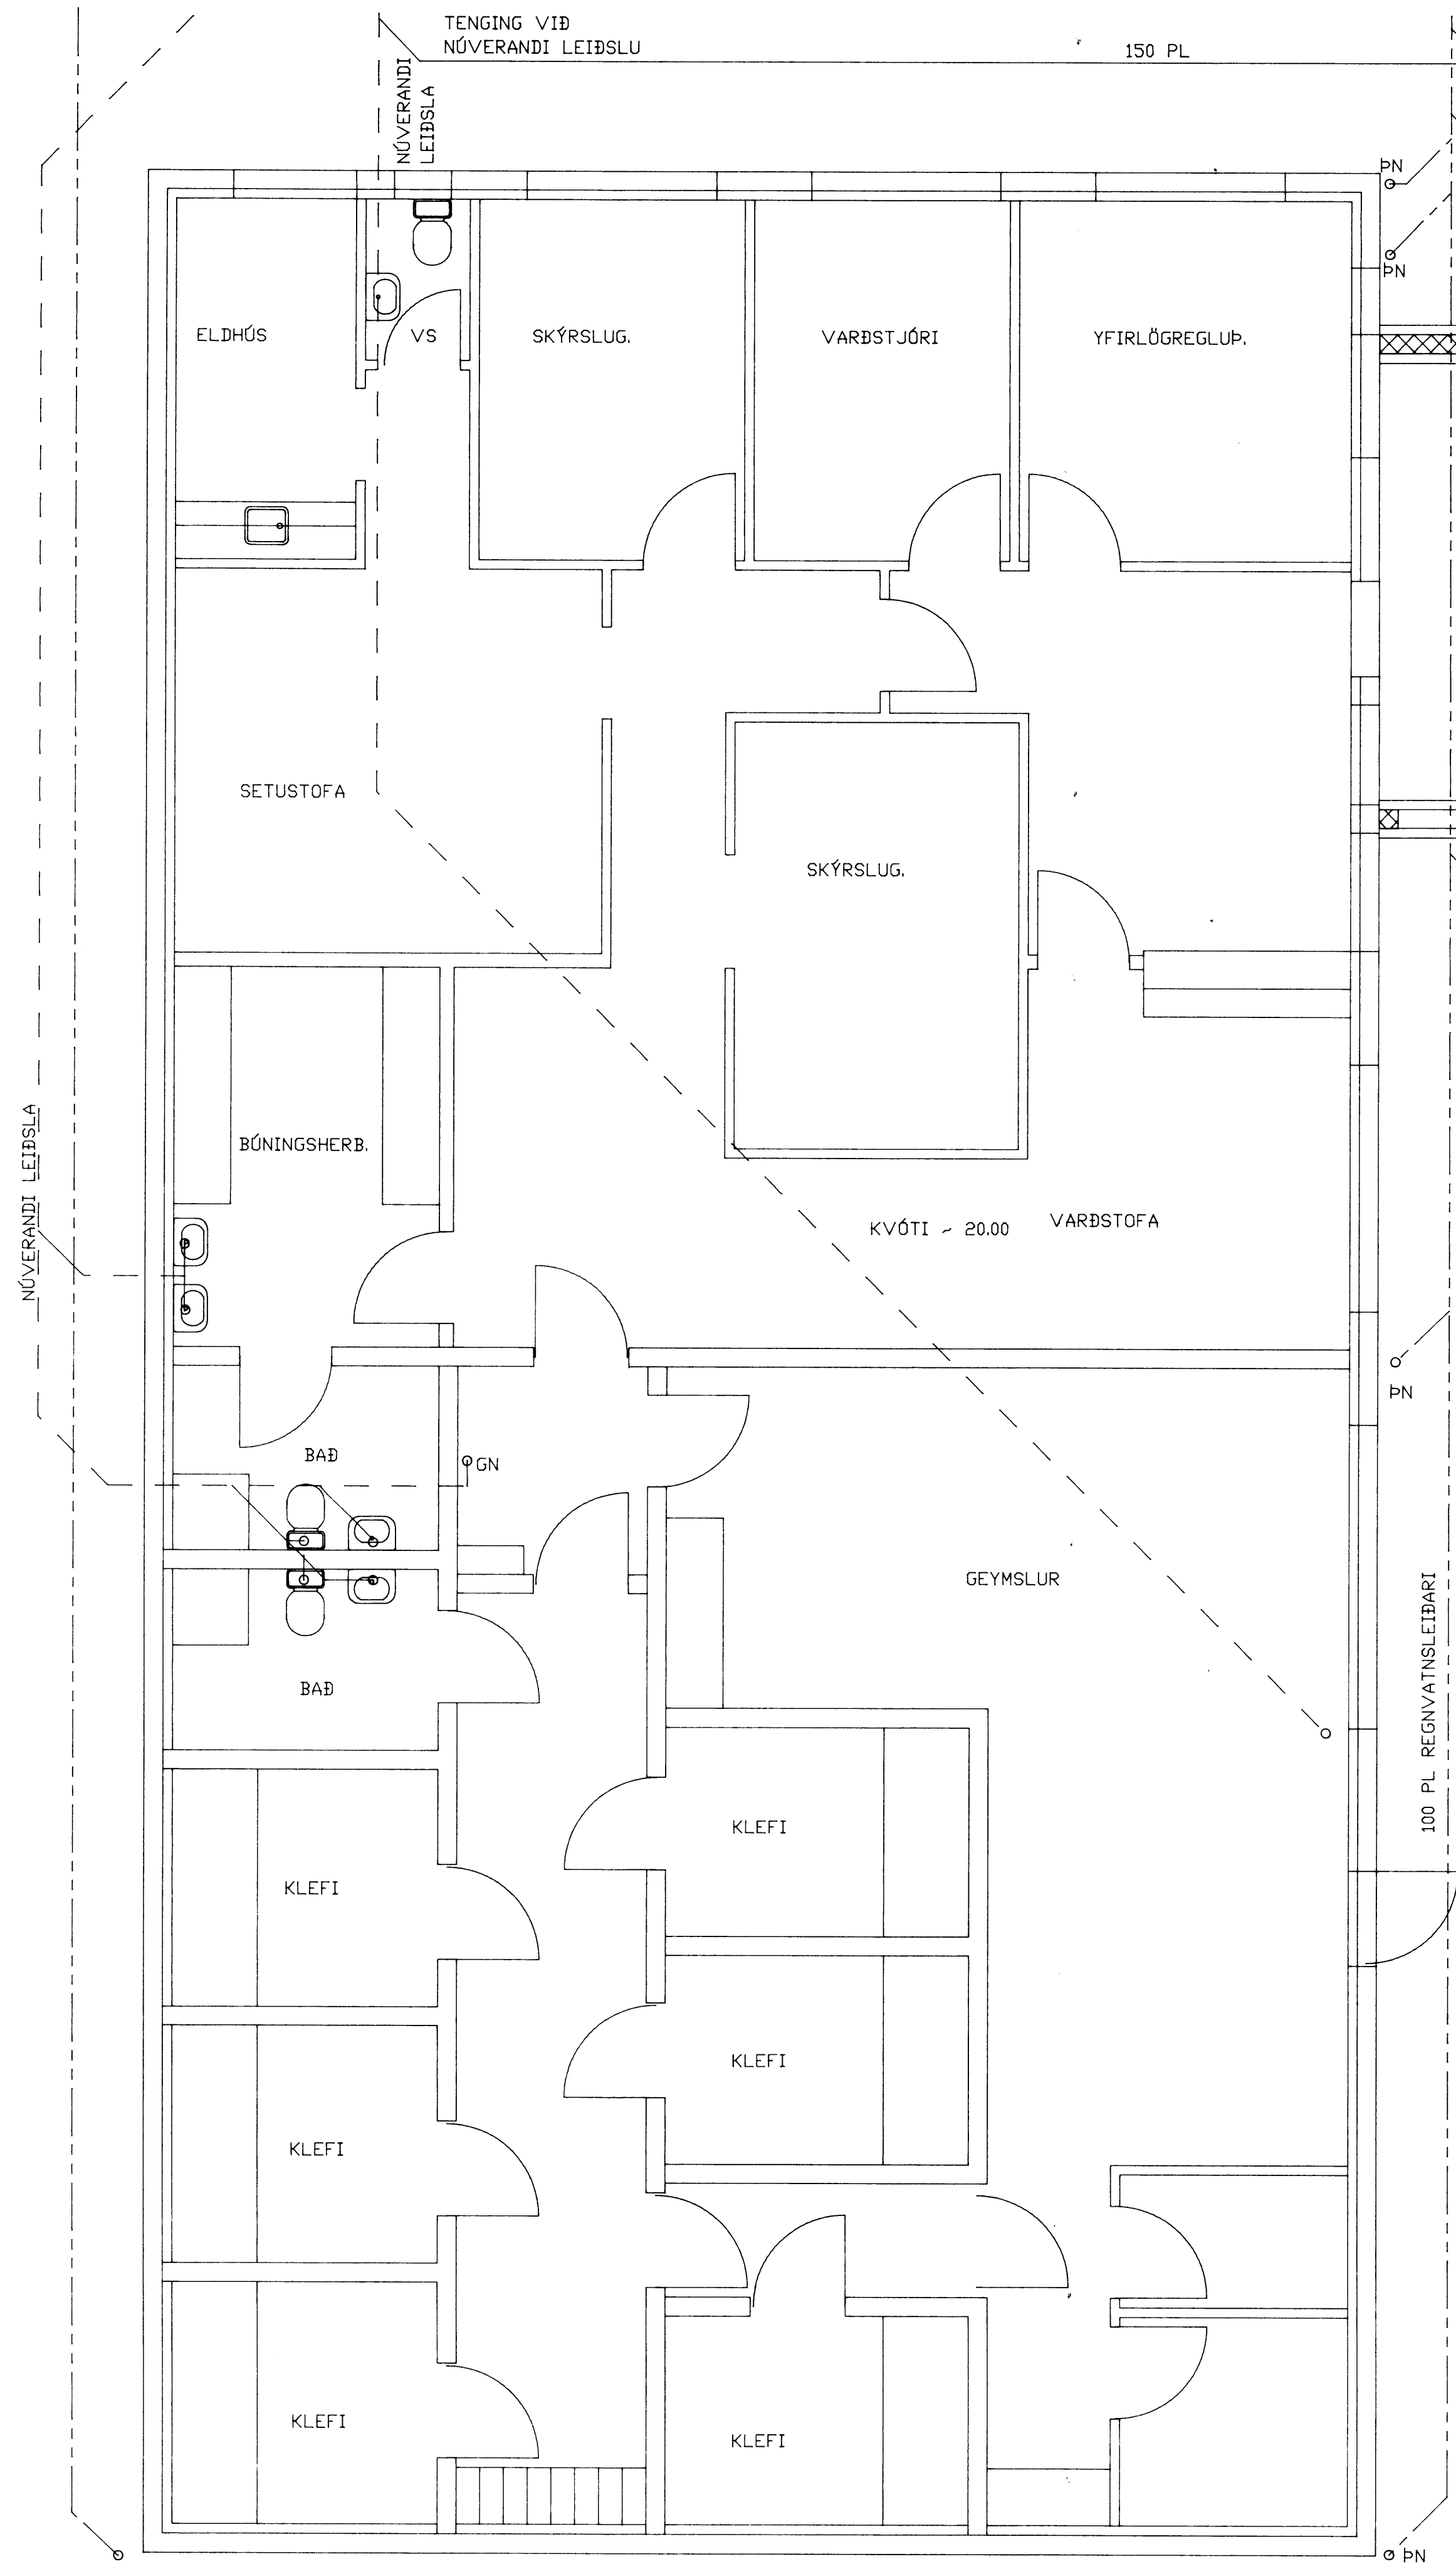 TENGING VIÐ
NÚVERANDI LEIÐSLU
150 PL
NÚVERANDI
LEIÐSLA
ÞN
ÞN
ELDHÚS
VS
SKÝRSLUG.
VARÐSTJÓRI
YFIRLÖGREGLUÞ.
SETUSTOFA
SKÝRSLUG.
NÚVERANDI LEIÐSLA
BÚNINGSHERB.
KVÓTI ~ 20.00
VARÐSTOFA
ÞN
BAÐ
GN
GEYMSLUR
100 PL REGNVATNSLEIÐARI
BAÐ
KLEFI
KLEFI
KLEFI
KLEFI
KLEFI
KLEFI
ÞN